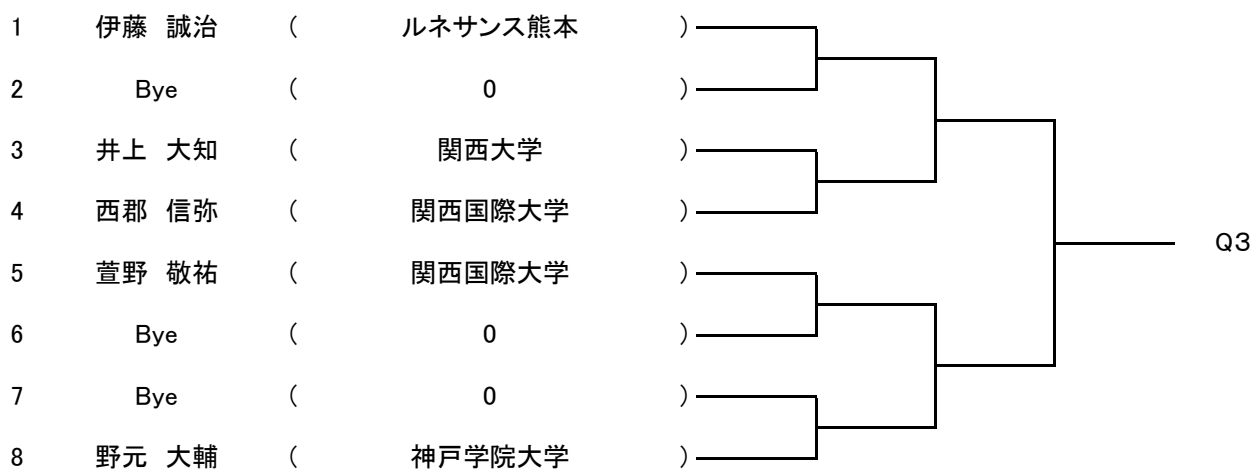 1 伊藤 誠治 ( ルネサンス熊本 )
2 Bye ( 0 )
3 井上 大知 ( 関西大学 )
4 西郡 信弥 ( 関西国際大学 )
Q3
5 萱野 敬祐 ( 関西国際大学 )
6 Bye ( 0 )
7 Bye ( 0 )
8 野元 大輔 ( 神戸学院大学 )